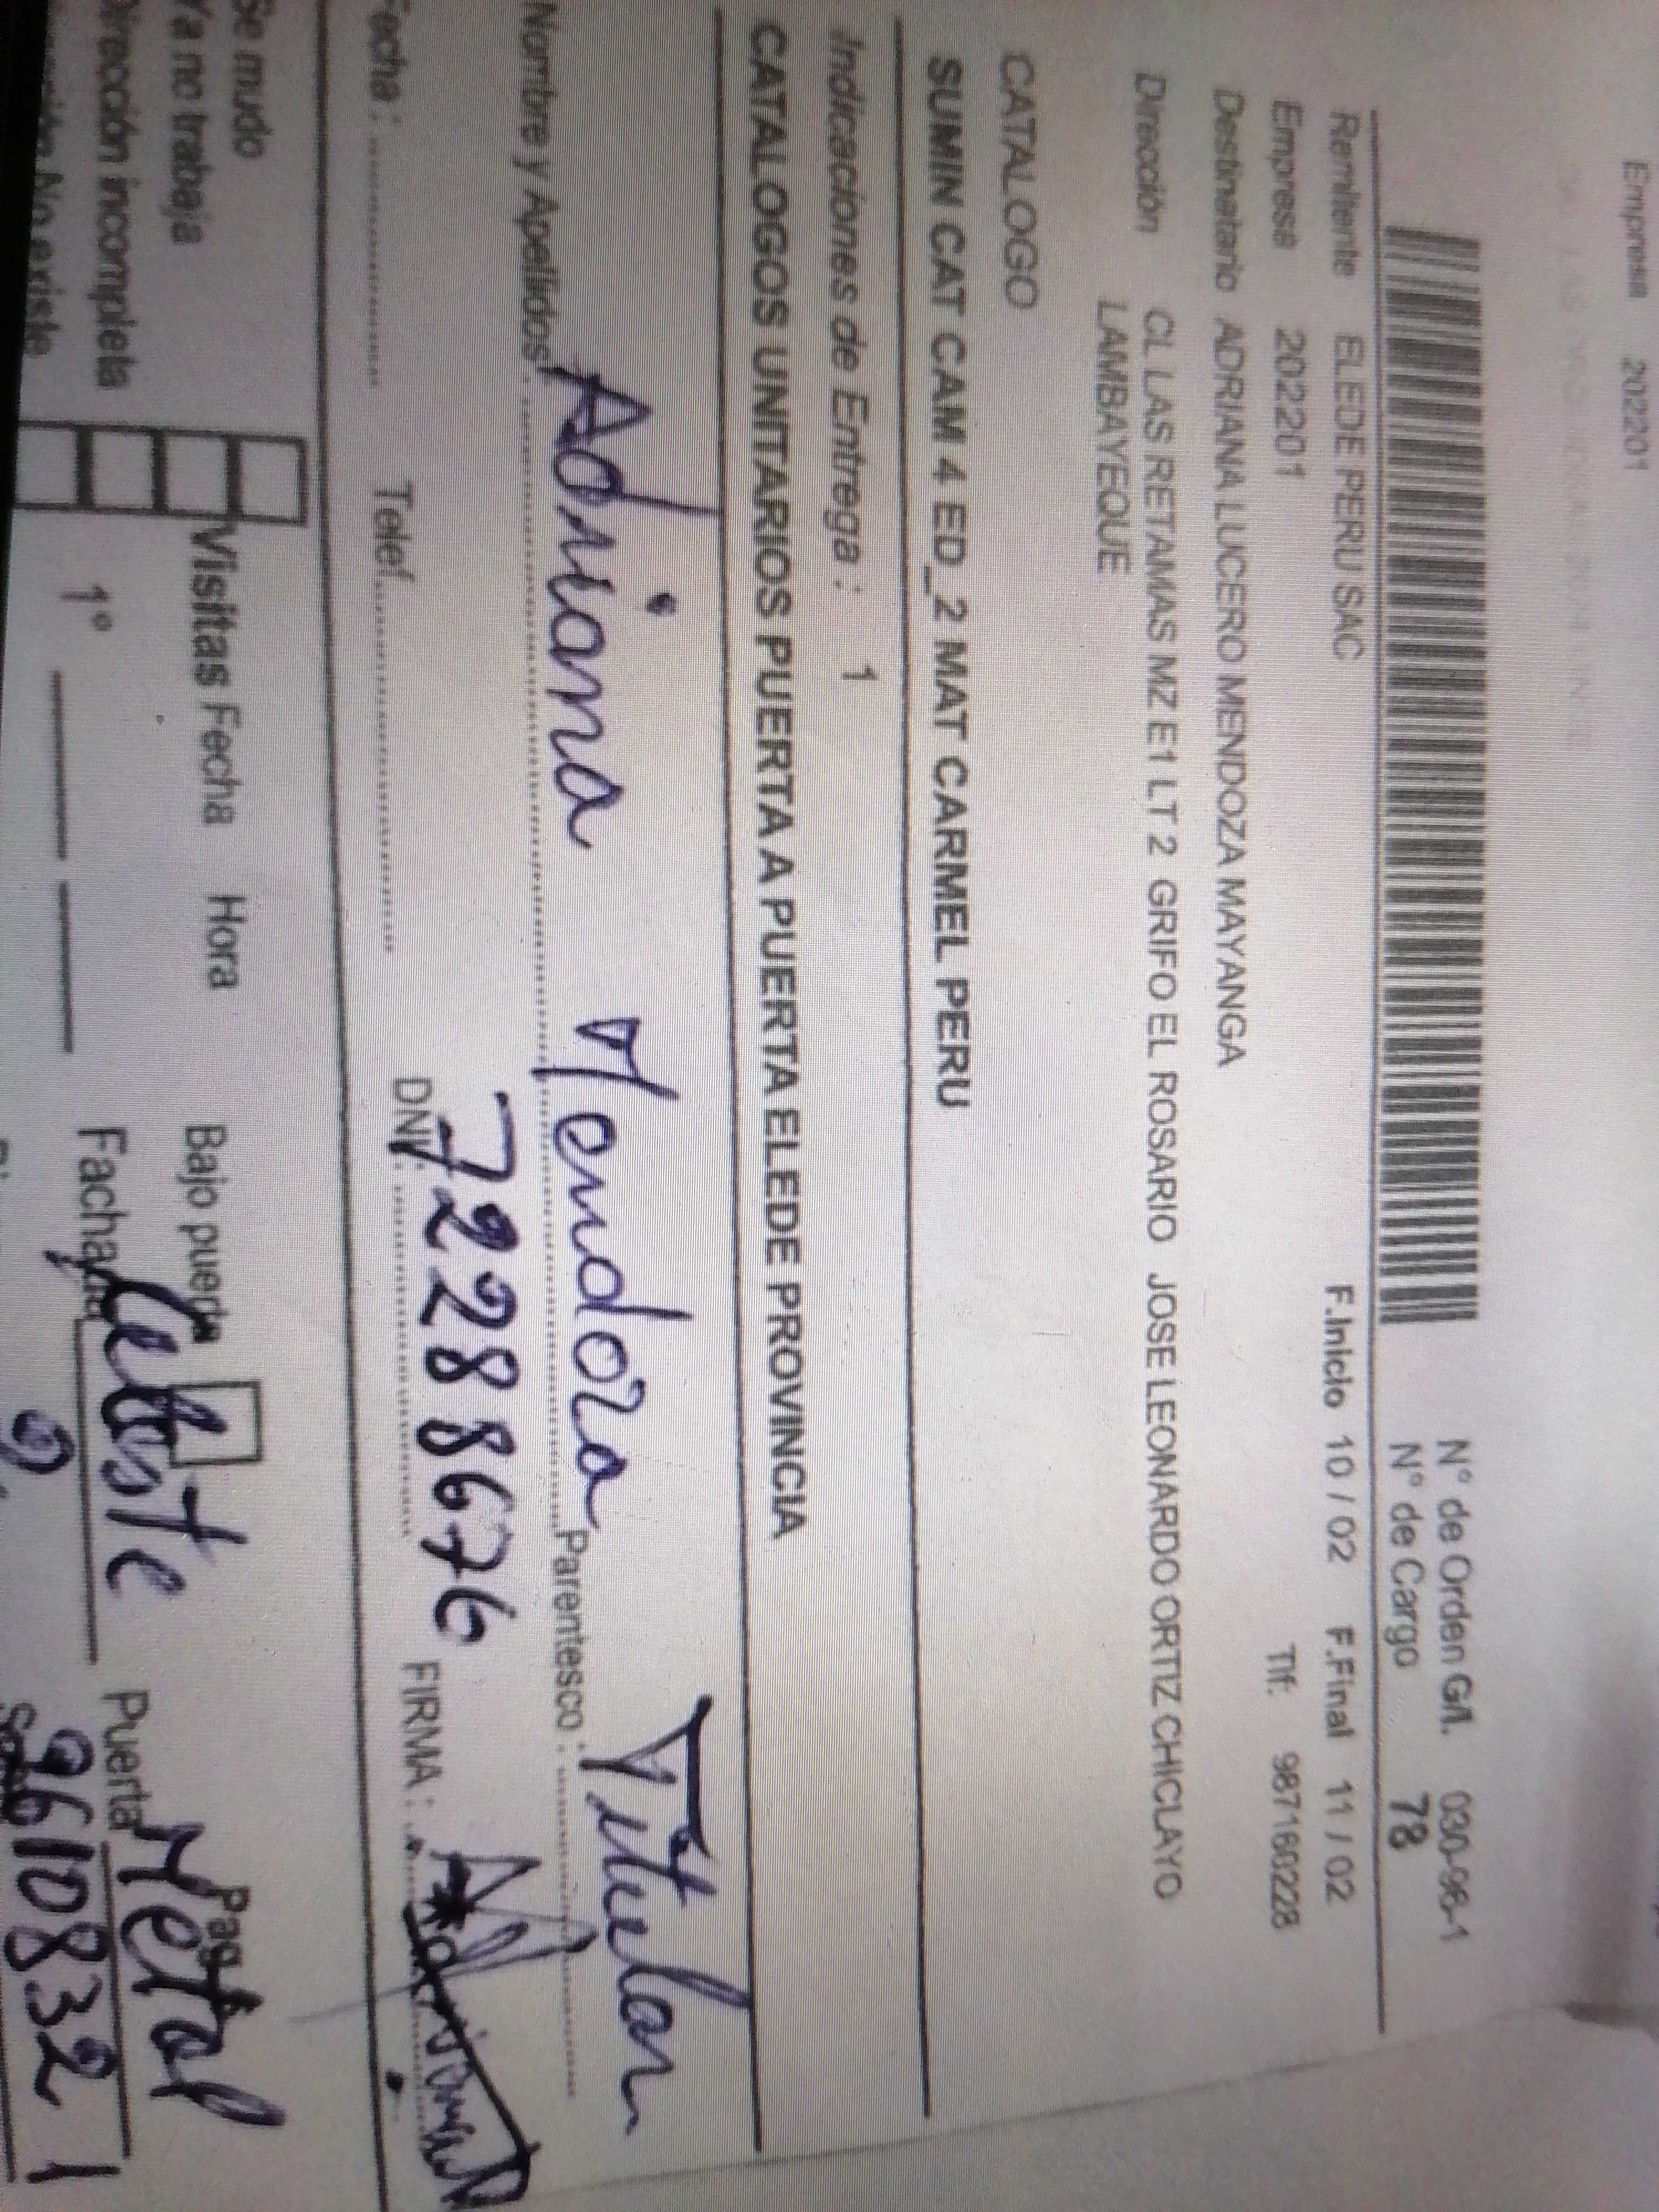 Empresa 202201
N° de Orden G/I. 030-96-1
N° de Cargo 78
Remitente ELEDE PERU SAC F.Inicio 10 / 02 F.Final 11 / 02
Empresa 202201 Tlf: 987160228
Destinatario ADRIANA LUCERO MENDOZA MAYANGA
Dirección CL LAS RETAMAS MZ E1 LT 2 GRIFO EL ROSARIO JOSE LEONARDO ORTIZ CHICLAYO
LAMBAYEQUE
CATALOGO
SUMIN CAT CAM 4 ED_2 MAT CARMEL PERU
Indicaciones de Entrega : 1
CATALOGOS UNITARIOS PUERTA A PUERTA ELEDE PROVINCIA
Nombre y Apellidos: Adriana Mendoza Parentesco : Titular
Fecha : Telef. DNI: 72288676 FIRMA :
Se mudo
Ya no trabaja Visitas Fecha Hora Bajo puerta Pag
Dirección incompleta 1° Fachada Celeste Puerta Metal
No existe 2 96108321